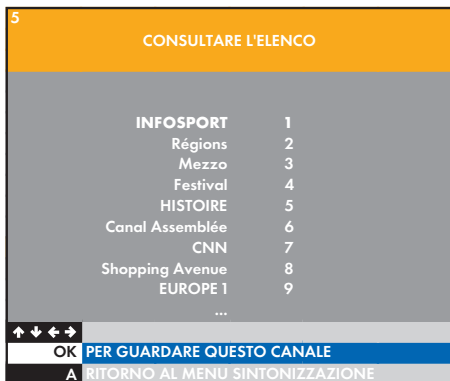 5
CONSULTARE L'ELENCO
INFOSPORT 1
Régions 2
Mezzo 3
Festival 4
HISTOIRE 5
Canal Assemblée 6
CNN 7
Shopping Avenue 8
EUROPE 1 9
...
↑ ↓ ← →
OK PER GUARDARE QUESTO CANALE
A RITORNO AL MENU SINTONIZZAZIONE